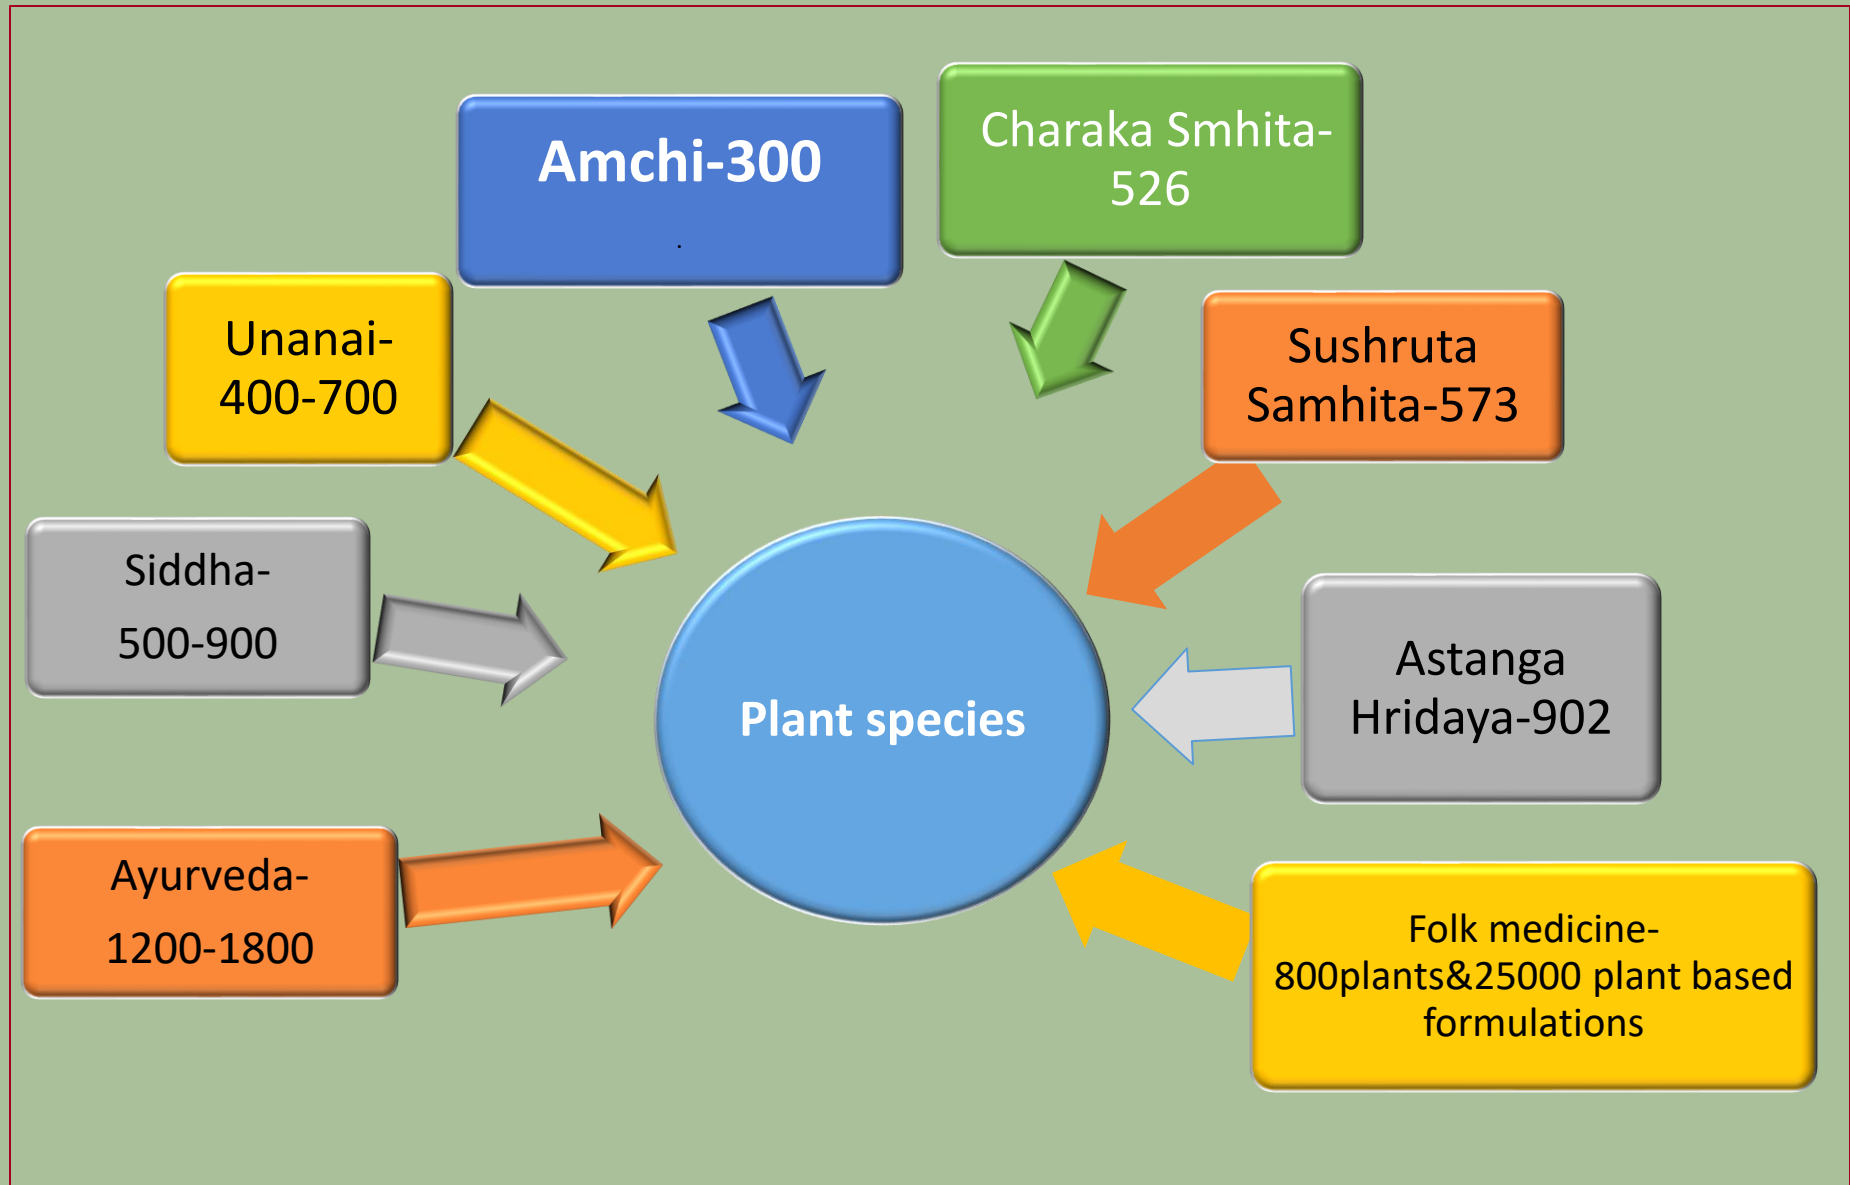 Amchi-300
.
Charaka Smhita-
526
Unanai-
400-700
Sushruta
Samhita-573
Siddha-
500-900
Plant species
Astanga
Hridaya-902
Ayurveda-
1200-1800
Folk medicine-
800plants&25000 plant based
formulations